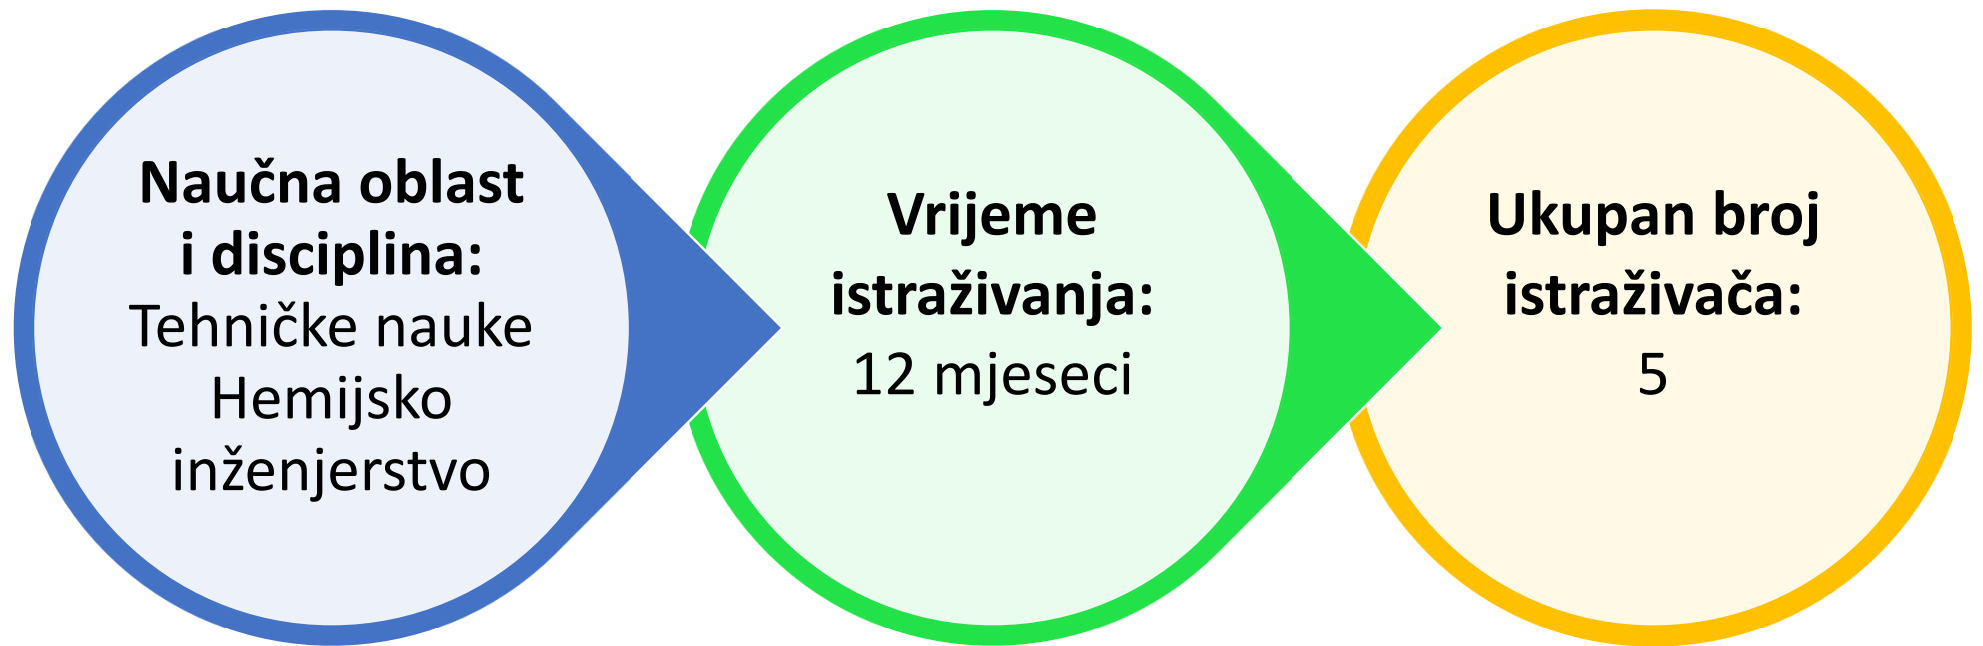 Naučna oblast
i disciplina:
Tehničke nauke
Hemijsko
inženjerstvo
Vrijeme
istraživanja:
12 mjeseci
Ukupan broj
istraživača:
5